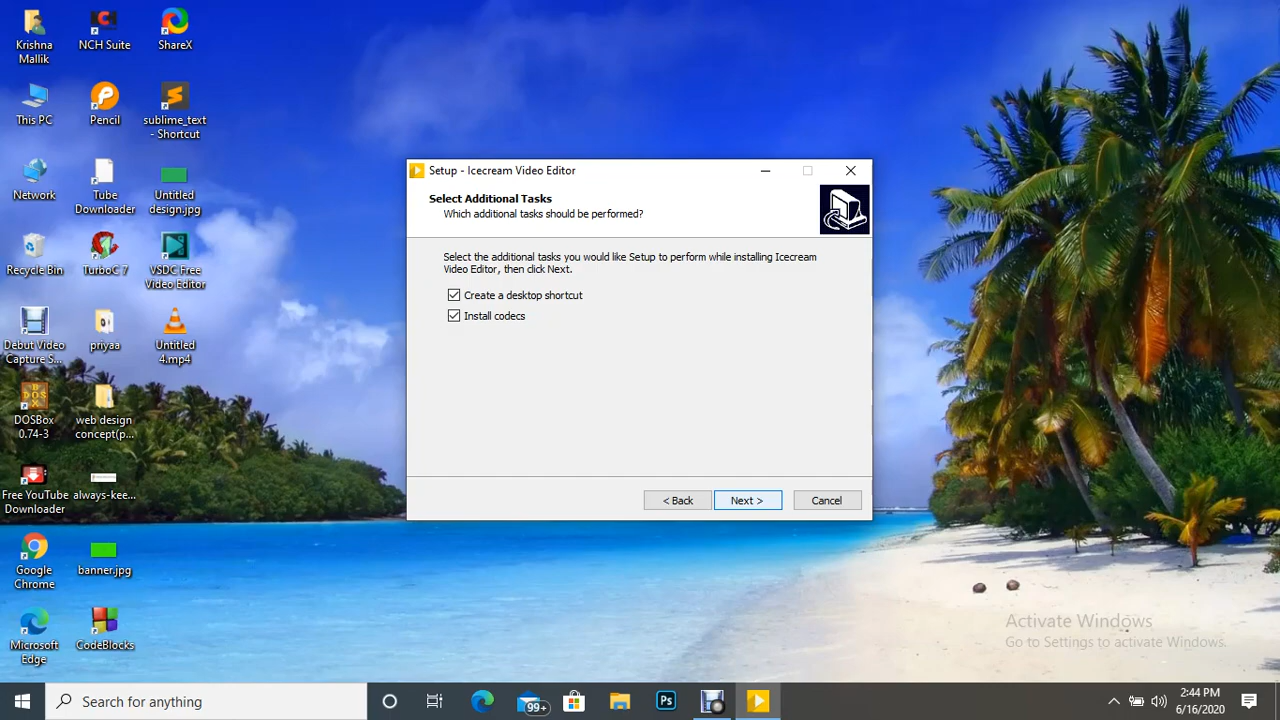 Krishna
Mallik
NCH Suite
ShareX
This PC
Pencil
sublime_text
- Shortcut
Network
Tube
Downloader
Untitled
design.jpg
Recycle Bin
TurboC 7
VSDC Free
Video Editor
Debut Video
Capture S...
priyaa
Untitled
4.mp4
DOSBox
0.74-3
web design
concept(p...
Free YouTube
Downloader
always-kee...
Google
Chrome
banner.jpg
Microsoft
Edge
CodeBlocks
Setup - Icecream Video Editor
Select Additional Tasks
Which additional tasks should be performed?
Select the additional tasks you would like Setup to perform while installing Icecream
Video Editor, then click Next.
Create a desktop shortcut
Install codecs
< Back
Next >
Cancel
Activate Windows
Go to Settings to activate Windows.
Search for anything
99+
Ps
2:44 PM
6/16/2020